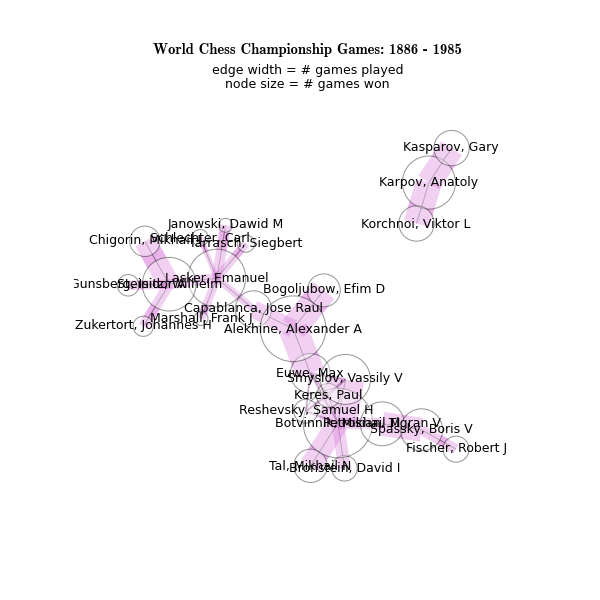 World Chess Championship Games: 1886 - 1985
edge width = # games played
node size = # games won
Kasparov, Gary
Karpov, Anatoly
Korchnoi, Viktor L
Janowski, Dawid M
Chigorin, Mikhail I
Schlechter, Carl
Tarrasch, Siegbert
Lasker, Emanuel
Gunsberg, Isidor A
Steinitz, Wilhelm
Bogoljubow, Efim D
Capablanca, Jose Raul
Marshall, Frank J
Zukertort, Johannes H
Alekhine, Alexander A
Euwe, Max
Smyslov, Vassily V
Keres, Paul
Reshevsky, Samuel H
Botvinnik, Mikhail M
Petrosian, Tigran V
Spassky, Boris V
Fischer, Robert J
Tal, Mikhail N
Bronstein, David I